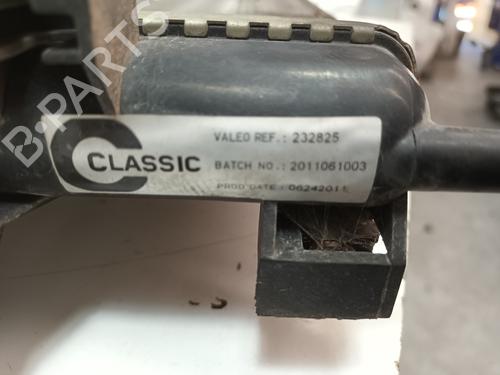 B-PARTS
C CLASSIC
VALEO REF.: 232825
BATCH NO.: 2011061003
PROD DATE : 06242011